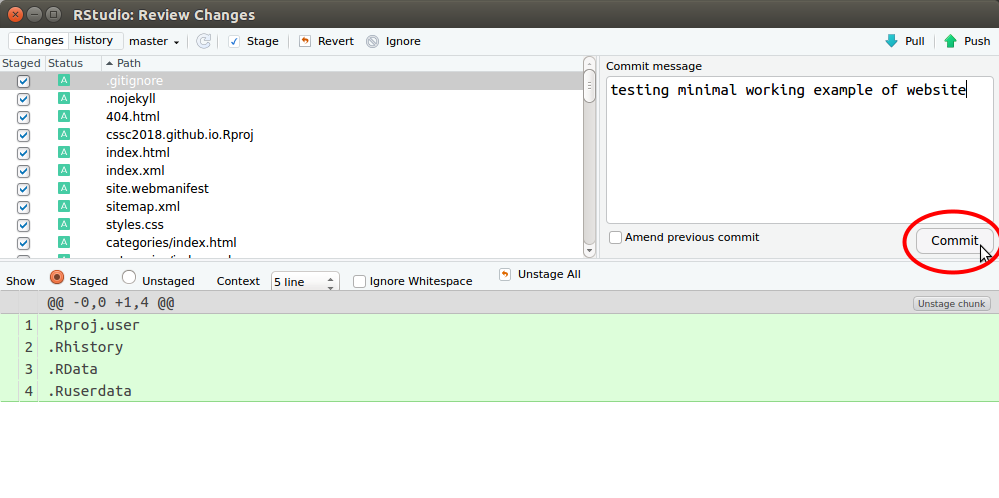 RStudio: Review Changes
Changes History master Stage Revert Ignore Pull Push
Staged Status Path
A .gitignore
A .nojekyll
A 404.html
A cssc2018.github.io.Rproj
A index.html
A index.xml
A site.webmanifest
A sitemap.xml
A styles.css
A categories/index.html
Commit message
testing minimal working example of website
Amend previous commit
Commit
Show Staged Unstaged Context 5 line Ignore Whitespace Unstage All
@@ -0,0 +1,4 @@ Unstage chunk
1 .Rproj.user
2 .Rhistory
3 .RData
4 .Ruserdata